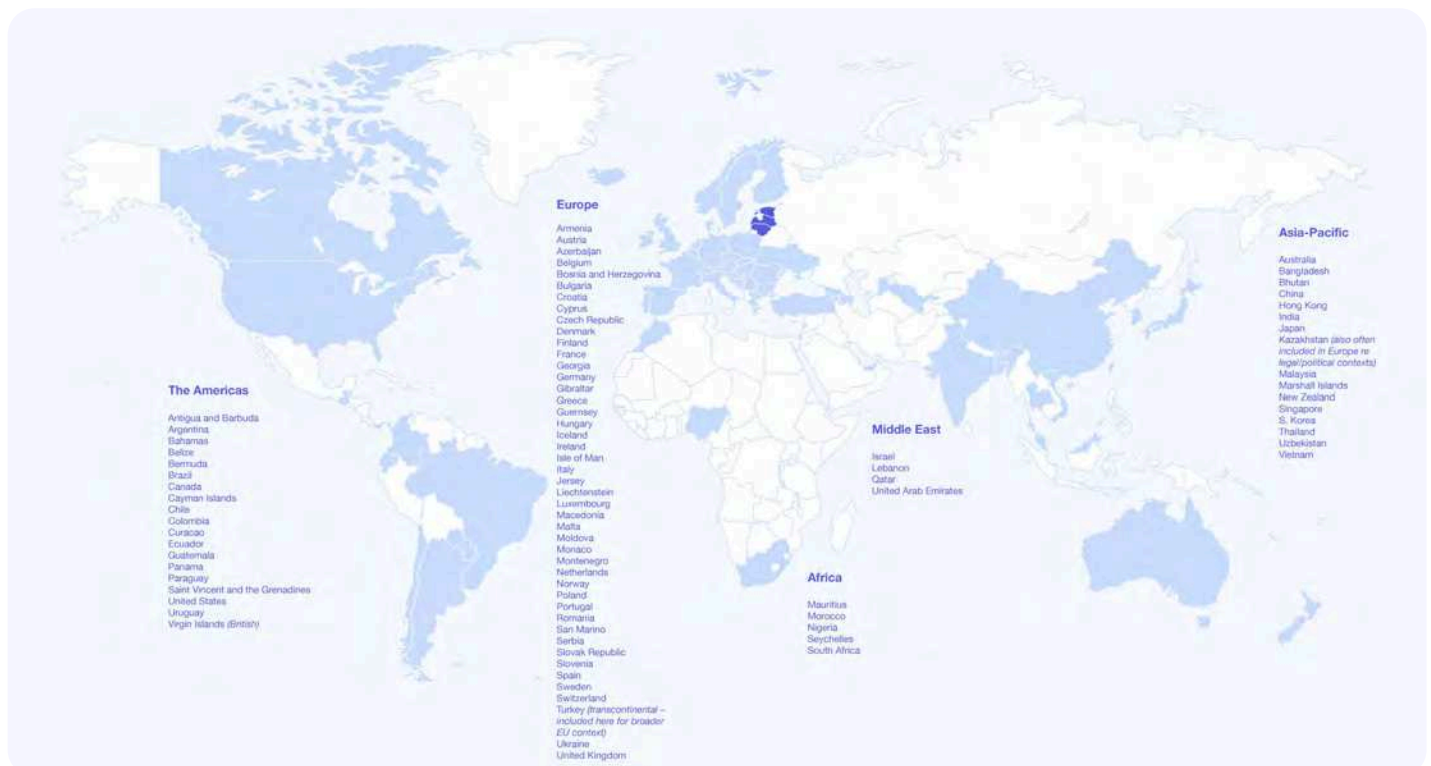 Europe
Armenia
Austria
Azerbaijan
Belgium
Bosnia and Herzegovina
Bulgaria
Croatia
Cyprus
Czech Republic
Denmark
Finland
France
Georgia
Germany
Gibraltar
Greece
Guernsey
Hungary
Iceland
Ireland
Isle of Man
Italy
Jersey
Liechtenstein
Luxembourg
Macedonia
Malta
Moldova
Monaco
Montenegro
Netherlands
Norway
Poland
Portugal
Romania
San Marino
Serbia
Slovak Republic
Slovenia
Spain
Sweden
Switzerland
Turkey (transcontinental –
included here for broader
EU context)
Ukraine
United Kingdom
Asia-Pacific
Australia
Bangladesh
Bhutan
China
Hong Kong
India
Japan
Kazakhstan (also often
included in Europe re
legal/political contexts)
Malaysia
Marshall Islands
New Zealand
Singapore
S. Korea
Thailand
Uzbekistan
Vietnam
The Americas
Antigua and Barbuda
Argentina
Bahamas
Belize
Bermuda
Brazil
Canada
Cayman Islands
Chile
Colombia
Curacao
Ecuador
Guatemala
Panama
Paraguay
Saint Vincent and the Grenadines
United States
Uruguay
Virgin Islands (British)
Middle East
Israel
Lebanon
Qatar
United Arab Emirates
Africa
Mauritius
Morocco
Nigeria
Seychelles
South Africa